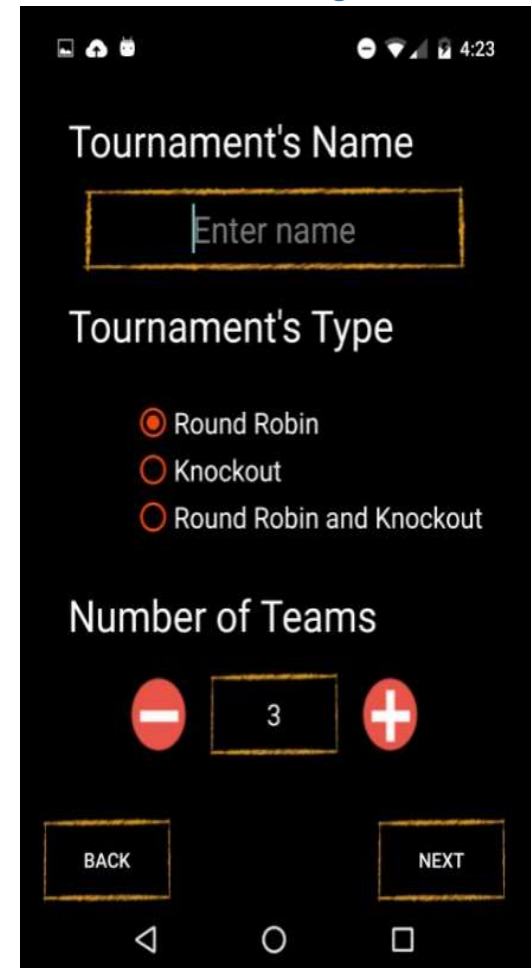 4:23
Tournament's Name
Enter name
Tournament's Type
Round Robin
Knockout
Round Robin and Knockout
Number of Teams
3
BACK NEXT